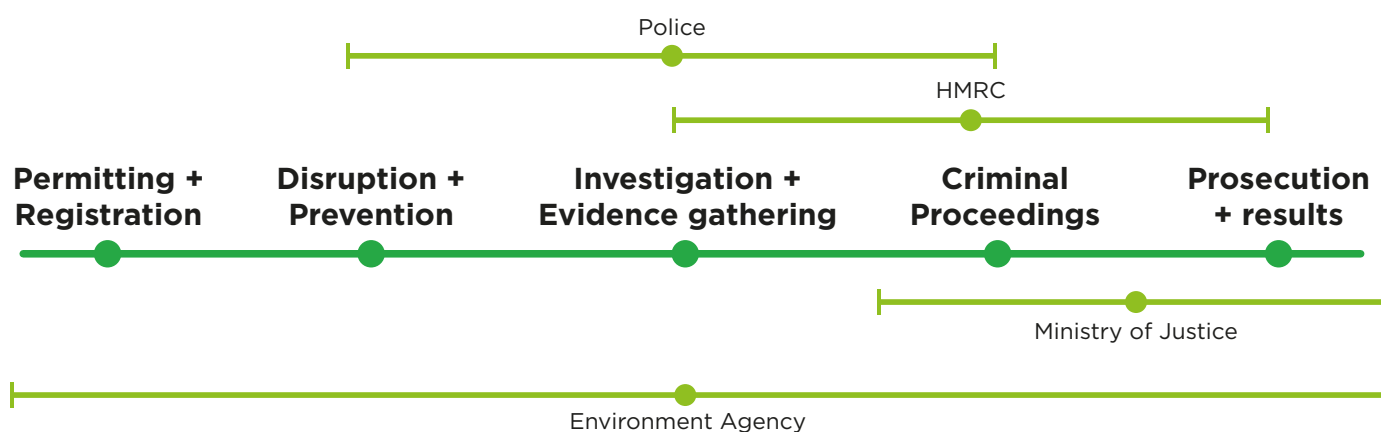 Police
HMRC
Permitting +
Registration
Disruption +
Prevention
Investigation +
Evidence gathering
Criminal
Proceedings
Prosecution
+ results
Ministry of Justice
Environment Agency